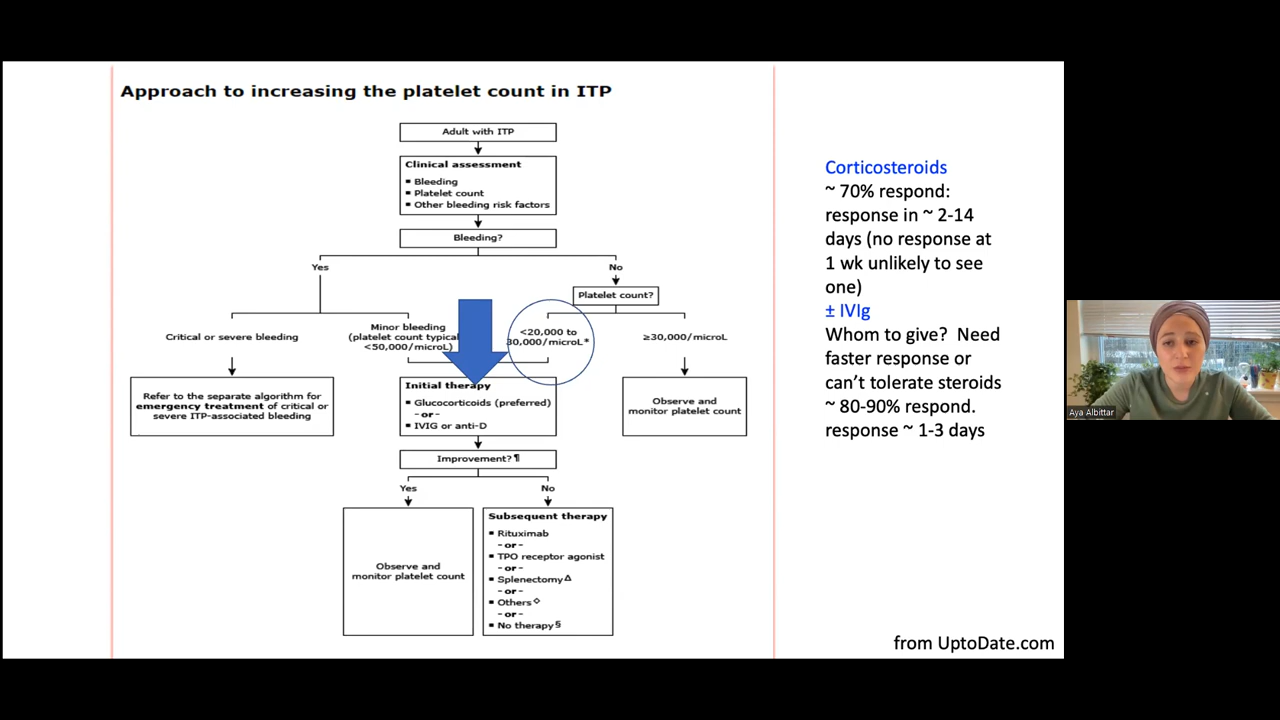 Approach to increasing the platelet count in ITP
Adult with ITP
Clinical assessment
▪ Bleeding
▪ Platelet count
▪ Other bleeding risk factors
Bleeding?
Yes
No
Platelet count?
Critical or severe bleeding
Minor bleeding
(platelet count typical
<50,000/microL)
<20,000 to
30,000/microL*
≥30,000/microL
Refer to the separate algorithm for
emergency treatment of critical or
severe ITP-associated bleeding
Initial therapy
▪ Glucocorticoids (preferred)
- or -
▪ IVIG or anti-D
Observe and
monitor platelet count
Improvement?¶
Yes
No
Observe and
monitor platelet count
Subsequent therapy
▪ Rituximab
- or -
▪ TPO receptor agonist
- or -
▪ Splenectomy Δ
- or -
▪ Others ◇
- or -
▪ No therapy §
Corticosteroids
~ 70% respond:
response in ~ 2-14
days (no response at
1 wk unlikely to see
one)
± IVIg
Whom to give? Need
faster response or
can't tolerate steroids
~ 80-90% respond.
response ~ 1-3 days
from UptoDate.com
Aya Albittar